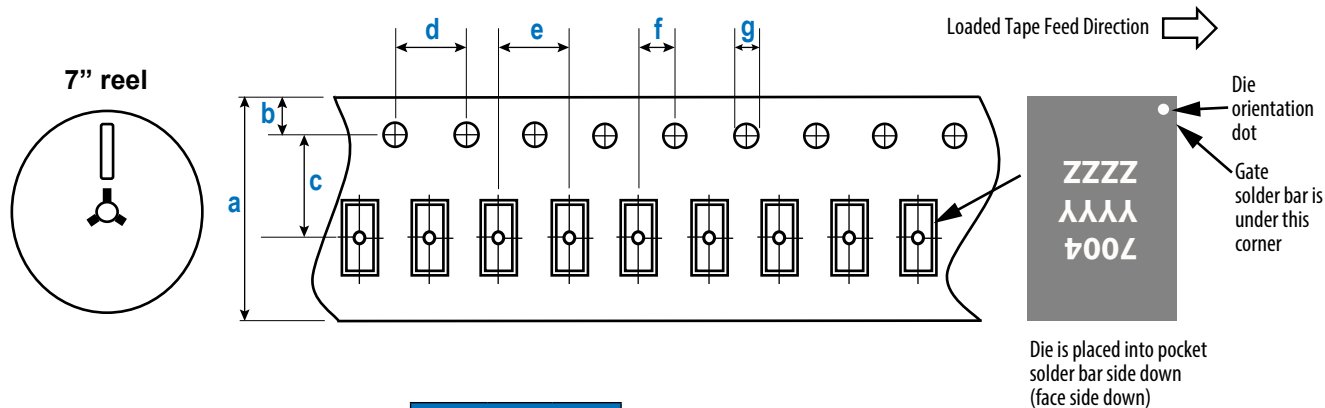 7" reel
a
b
c
d
e
f
g
Loaded Tape Feed Direction
Die
orientation
dot
Gate
solder bar is
under this
corner
7004
YYYY
ZZZZ
Die is placed into pocket
solder bar side down
(face side down)